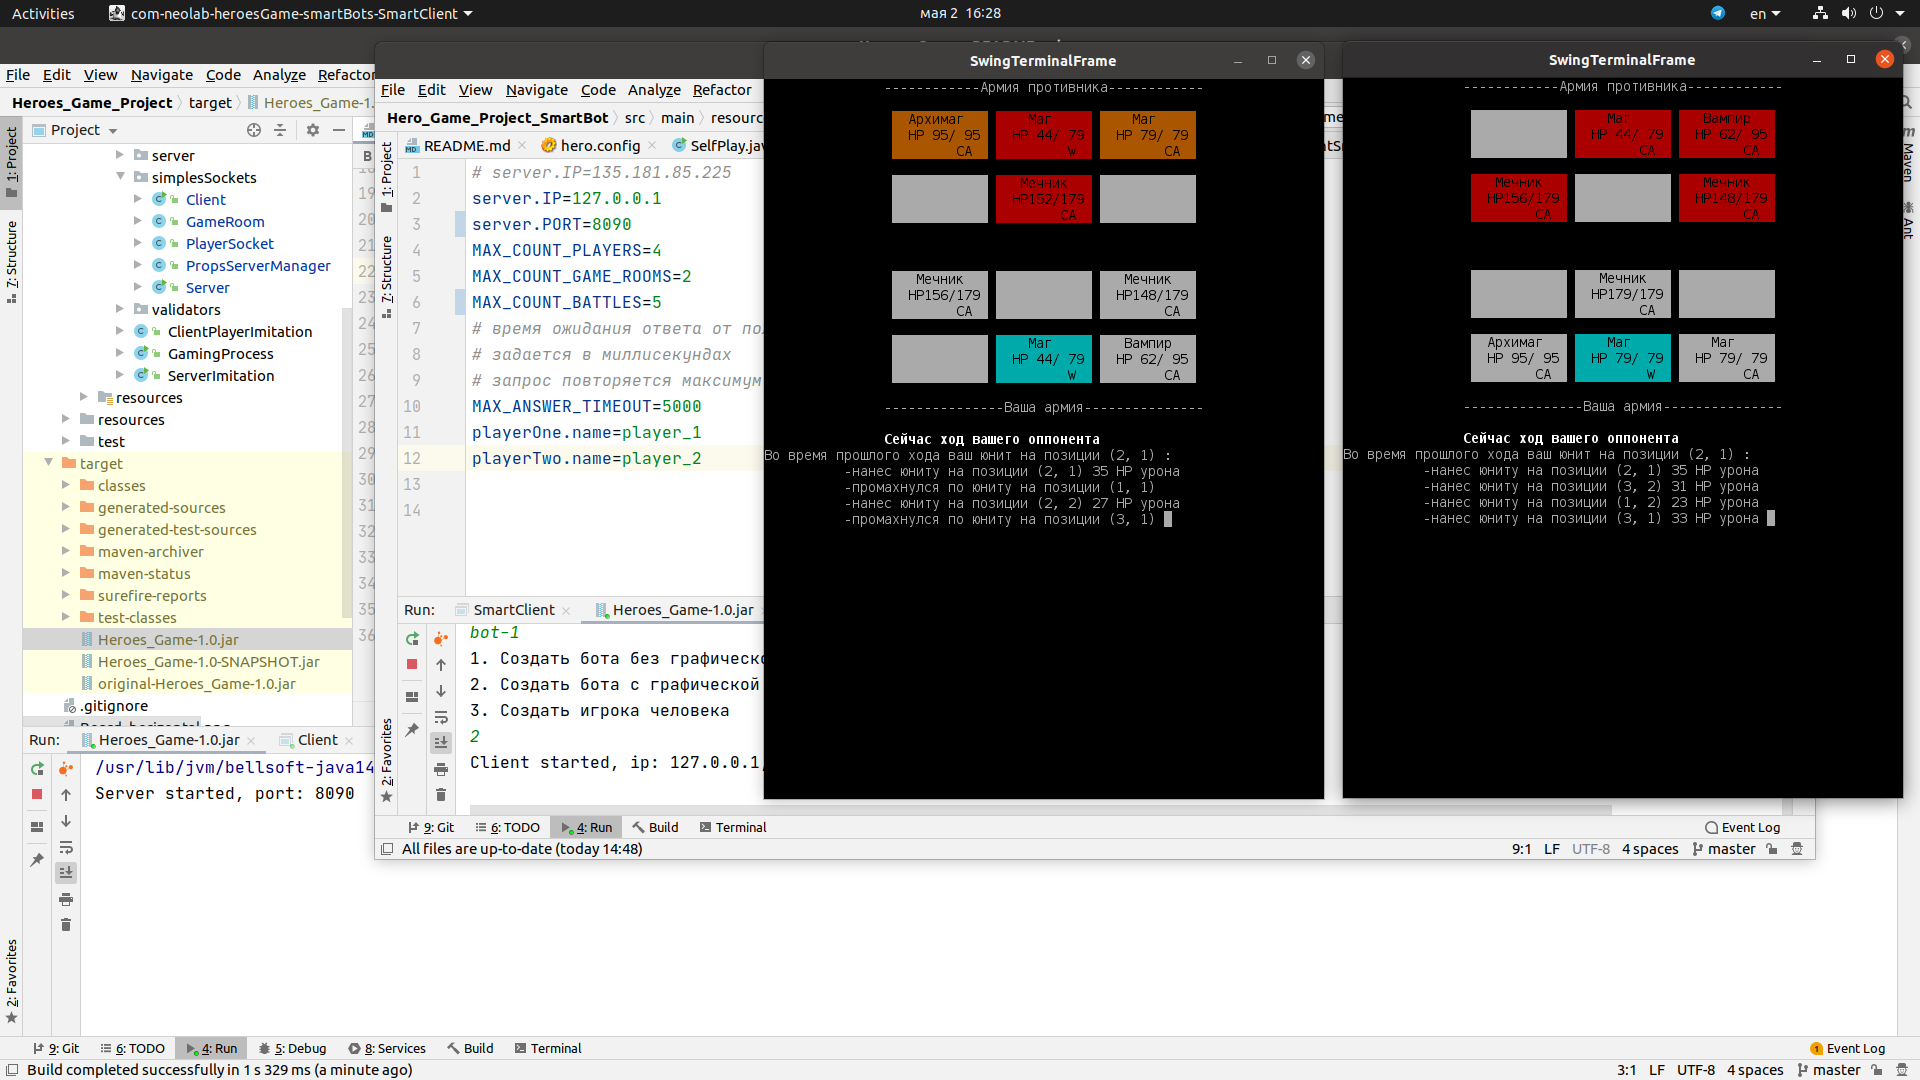 Activities
com-neolab-heroesGame-smartBots-SmartClient
мая 2  16:28
en
File Edit View Navigate Code Analyze Refactor
Heroes_Game_Project
target
Heroes_Game-1.
Project
server
simplesSockets
Client
GameRoom
PlayerSocket
PropsServerManager
Server
validators
ClientPlayerImitation
GamingProcess
ServerImitation
resources
resources
test
target
classes
generated-sources
generated-test-sources
maven-archiver
maven-status
surefire-reports
test-classes
Heroes_Game-1.0.jar
Heroes_Game-1.0-SNAPSHOT.jar
original-Heroes_Game-1.0.jar
.gitignore
1: Project
7: Structure
2: Favorites
Maven
Ant
Run:
Heroes_Game-1.0.jar
Client
/usr/lib/jvm/bellsoft-java14
Server started, port: 8090
9: Git
6: TODO
4: Run
5: Debug
8: Services
Build
Terminal
1
Event Log
Build completed successfully in 1 s 329 ms (a minute ago)
3:1 LF UTF-8 4 spaces master
File Edit View Navigate Code Analyze Refactor
Hero_Game_Project_SmartBot
src
main
resourc
README.md
hero.config
SelfPlay.jav
1: Project
7: Structure
2: Favorites
1 # server.IP=135.181.85.225
2 server.IP=127.0.0.1
3 server.PORT=8090
4 MAX_COUNT_PLAYERS=4
5 MAX_COUNT_GAME_ROOMS=2
6 MAX_COUNT_BATTLES=5
7 # время ожидания ответа от пол
8 # задается в миллисекундах
9 # запрос повторяется максимум
10 MAX_ANSWER_TIMEOUT=5000
11 playerOne.name=player_1
12 playerTwo.name=player_2
13
14
Run:
SmartClient
Heroes_Game-1.0.jar
bot-1
1. Создать бота без графическо
2. Создать бота с графической
3. Создать игрока человека
2
Client started, ip: 127.0.0.1,
9: Git
6: TODO
4: Run
Build
Terminal
Event Log
All files are up-to-date (today 14:48)
9:1 LF UTF-8 4 spaces master
SwingTerminalFrame
------------Армия противника------------
Архимаг Маг Маг
HP 95/ 95 HP 44/ 79 HP 79/ 79
CA W CA
Мечник
HP152/179
CA
Мечник Мечник
HP156/179 HP148/179
CA CA
Маг Вампир
HP 44/ 79 HP 62/ 95
W CA
---------------Ваша армия---------------
Сейчас ход вашего оппонента
Во время прошлого хода ваш юнит на позиции (2, 1) :
-нанес юниту на позиции (2, 1) 35 HP урона
-промахнулся по юниту на позиции (1, 1)
-нанес юниту на позиции (2, 2) 27 HP урона
-промахнулся по юниту на позиции (3, 1)
SwingTerminalFrame
------------Армия противника------------
Маг Вампир
HP 44/ 79 HP 62/ 95
CA CA
Мечник Мечник
HP156/179 HP148/179
CA CA
Мечник
HP179/179
CA
Архимаг Маг Маг
HP 95/ 95 HP 79/ 79 HP 79/ 79
CA W CA
---------------Ваша армия---------------
Сейчас ход вашего оппонента
Во время прошлого хода ваш юнит на позиции (2, 1) :
-нанес юниту на позиции (2, 1) 35 HP урона
-нанес юниту на позиции (3, 2) 31 HP урона
-нанес юниту на позиции (1, 2) 23 HP урона
-нанес юниту на позиции (3, 1) 33 HP урона